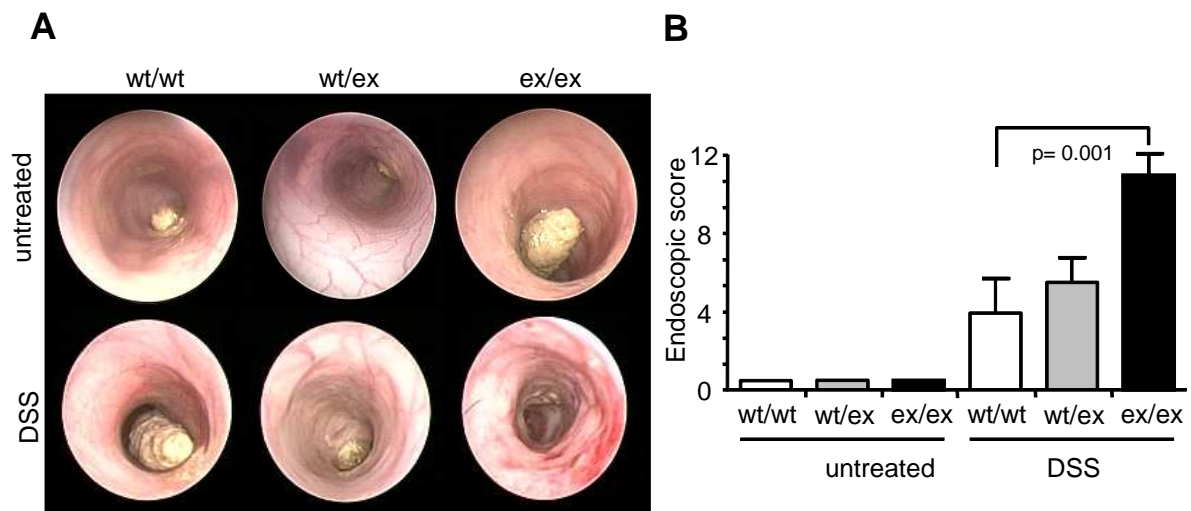 A
B
wt/wt wt/ex ex/ex
untreated
DSS
Endoscopic score
12
8
4
0
p= 0.001
wt/wt wt/ex ex/ex wt/wt wt/ex ex/ex
untreated DSS